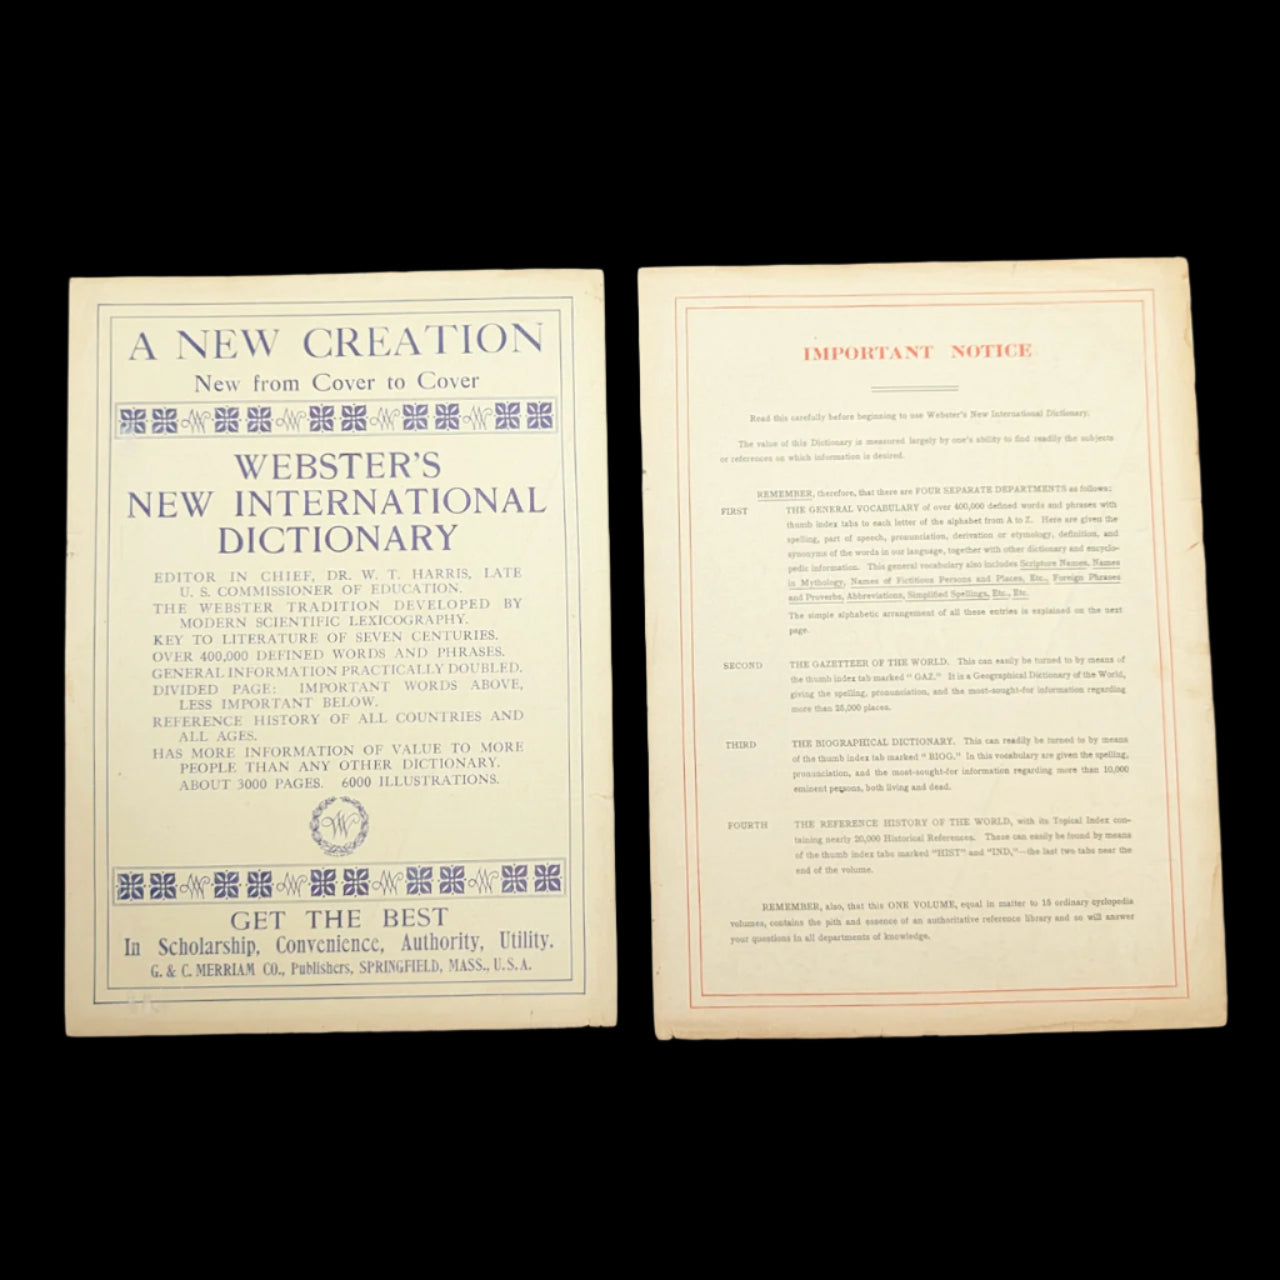 A NEW CREATION
New from Cover to Cover
WEBSTER'S
NEW INTERNATIONAL
DICTIONARY
EDITOR IN CHIEF, DR. W. T. HARRIS, LATE
U. S. COMMISSIONER OF EDUCATION.
THE WEBSTER TRADITION DEVELOPED BY
MODERN SCIENTIFIC LEXICOGRAPHY.
KEY TO LITERATURE OF SEVEN CENTURIES.
OVER 400,000 DEFINED WORDS AND PHRASES.
GENERAL INFORMATION PRACTICALLY DOUBLED.
DIVIDED PAGE: IMPORTANT WORDS ABOVE,
LESS IMPORTANT BELOW.
REFERENCE HISTORY OF ALL COUNTRIES AND
ALL AGES.
HAS MORE INFORMATION OF VALUE TO MORE
PEOPLE THAN ANY OTHER DICTIONARY.
ABOUT 3000 PAGES. 6000 ILLUSTRATIONS.
GET THE BEST
In Scholarship, Convenience, Authority, Utility.
G. & C. MERRIAM CO., Publishers, SPRINGFIELD, MASS., U.S.A.
IMPORTANT NOTICE
Read this carefully before beginning to use Webster's New International Dictionary.
The value of this Dictionary is measured largely by one's ability to find readily the subjects
or references on which information is desired.
REMEMBER, therefore, that there are FOUR SEPARATE DEPARTMENTS as follows:
FIRST THE GENERAL VOCABULARY of over 400,000 defined words and phrases with
thumb index tabs to each letter of the alphabet from A to Z. Here are given the
spelling, part of speech, pronunciation, derivation or etymology, definition, and
synonyms of the words in our language, together with other dictionary and encyclo-
pedic information. This general vocabulary also includes Scripture Names, Names
in Mythology, Names of Fictitious Persons and Places, Etc., Foreign Phrases
and Proverbs, Abbreviations, Simplified Spellings, Etc., Etc.
The simple alphabetic arrangement of all these entries is explained on the next
page.
SECOND THE GAZETTEER OF THE WORLD. This can easily be turned to by means of
the thumb index tab marked "GAZ." It is a Geographical Dictionary of the World,
giving the spelling, pronunciation, and the most-sought-for information regarding
more than 25,000 places.
THIRD THE BIOGRAPHICAL DICTIONARY. This can readily be turned to by means
of the thumb index tab marked "BIOG." In this vocabulary are given the spelling,
pronunciation, and the most-sought-for information regarding more than 10,000
eminent persons, both living and dead.
FOURTH THE REFERENCE HISTORY OF THE WORLD, with its Topical Index con-
taining nearly 20,000 Historical References. These can easily be found by means
of the thumb index tabs marked "HIST" and "IND,"—the last two tabs near the
end of the volume.
REMEMBER, also, that this ONE VOLUME, equal in matter to 15 ordinary cyclopedia
volumes, contains the pith and essence of an authoritative reference library and so will answer
your questions in all departments of knowledge.